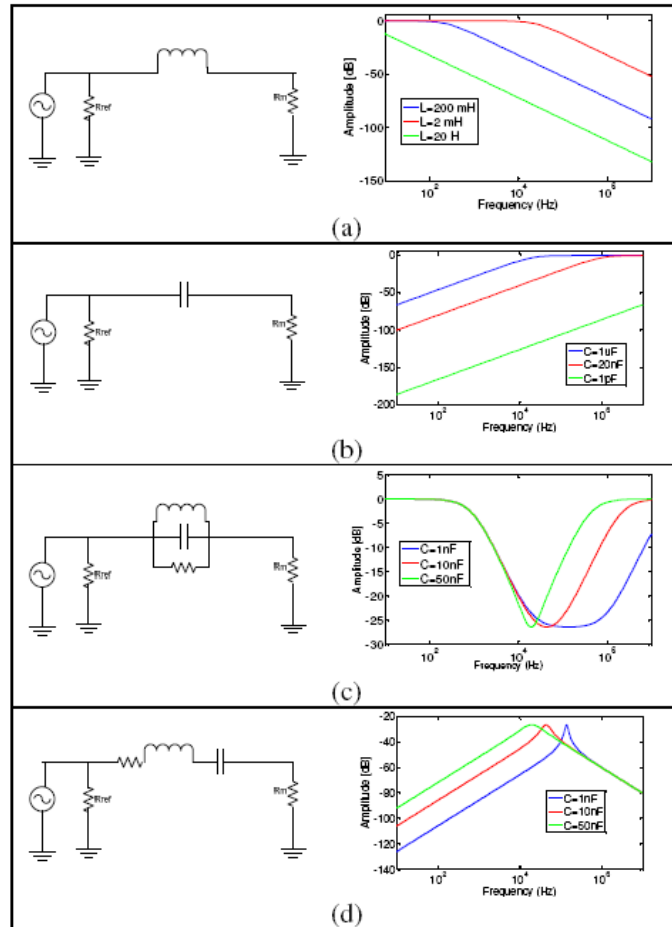 Rref
Rm
0
-50
-100
-150
Amplitude [dB]
L=200 mH
L=2 mH
L=20 H
10^2
10^4
10^6
Frequency (Hz)
(a)
Rref
Rm
0
-50
-100
-150
-200
Amplitude [dB]
C=1uF
C=20nF
C=1pF
10^2
10^4
10^6
Frequency (Hz)
(b)
Rref
Rm
5
0
-5
-10
-15
-20
-25
-30
Amplitude [dB]
C=1nF
C=10nF
C=50nF
10^2
10^4
10^6
Frequency (Hz)
(c)
Rref
Rm
-20
-40
-60
-80
-100
-120
-140
Amplitude [dB]
C=1nF
C=10nF
C=50nF
10^2
10^4
10^6
Frequency (Hz)
(d)